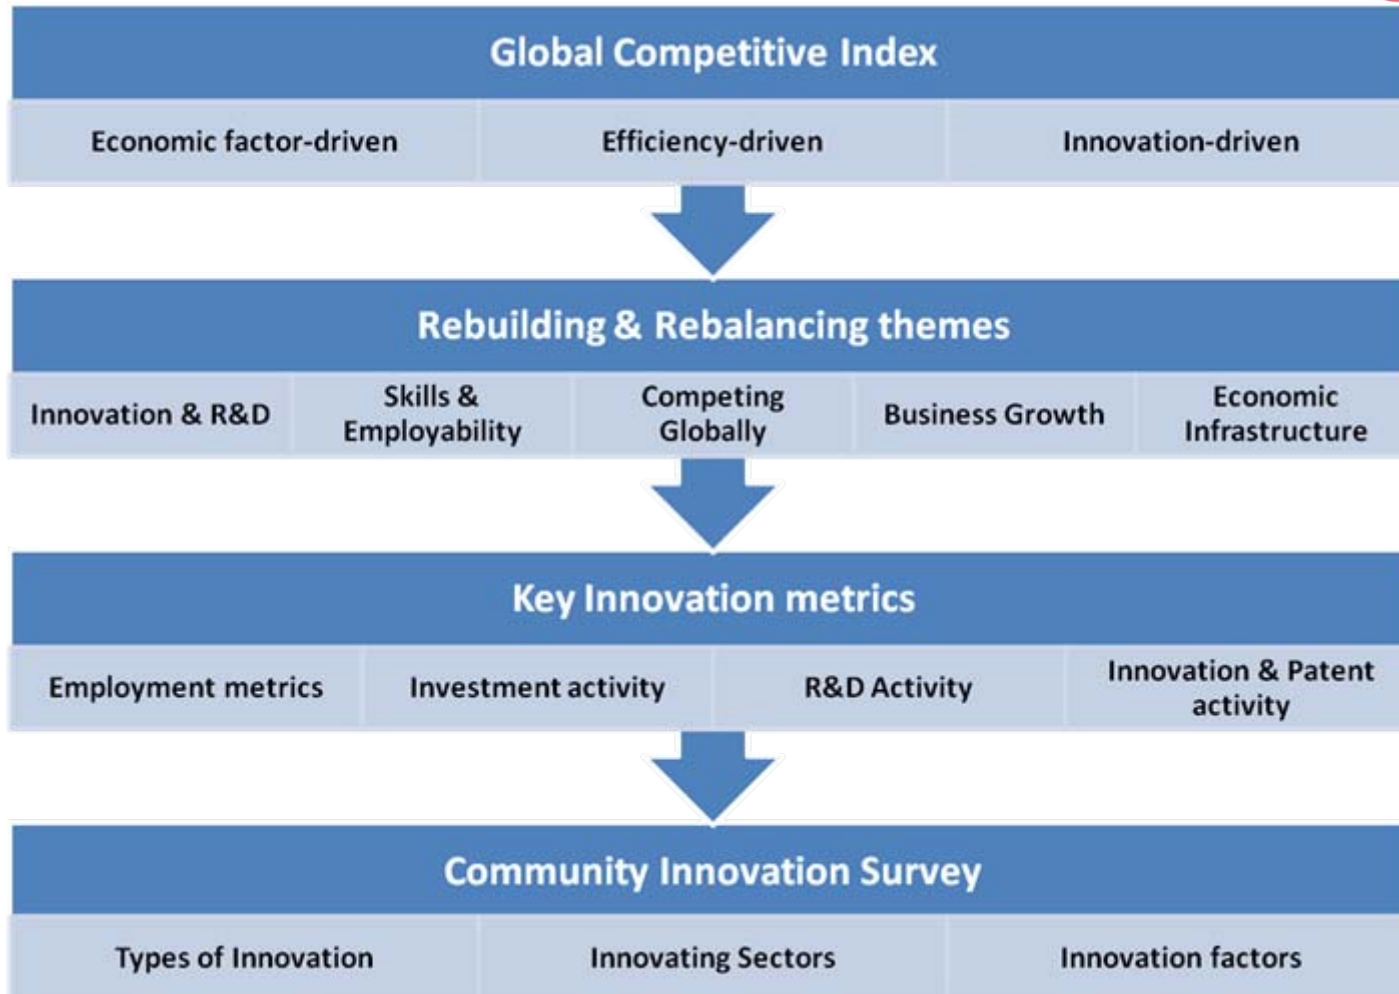 Global Competitive Index
Economic factor-driven
Efficiency-driven
Innovation-driven
Rebuilding & Rebalancing themes
Innovation & R&D
Skills &
Employability
Competing
Globally
Business Growth
Economic
Infrastructure
Key Innovation metrics
Employment metrics
Investment activity
R&D Activity
Innovation & Patent
activity
Community Innovation Survey
Types of Innovation
Innovating Sectors
Innovation factors